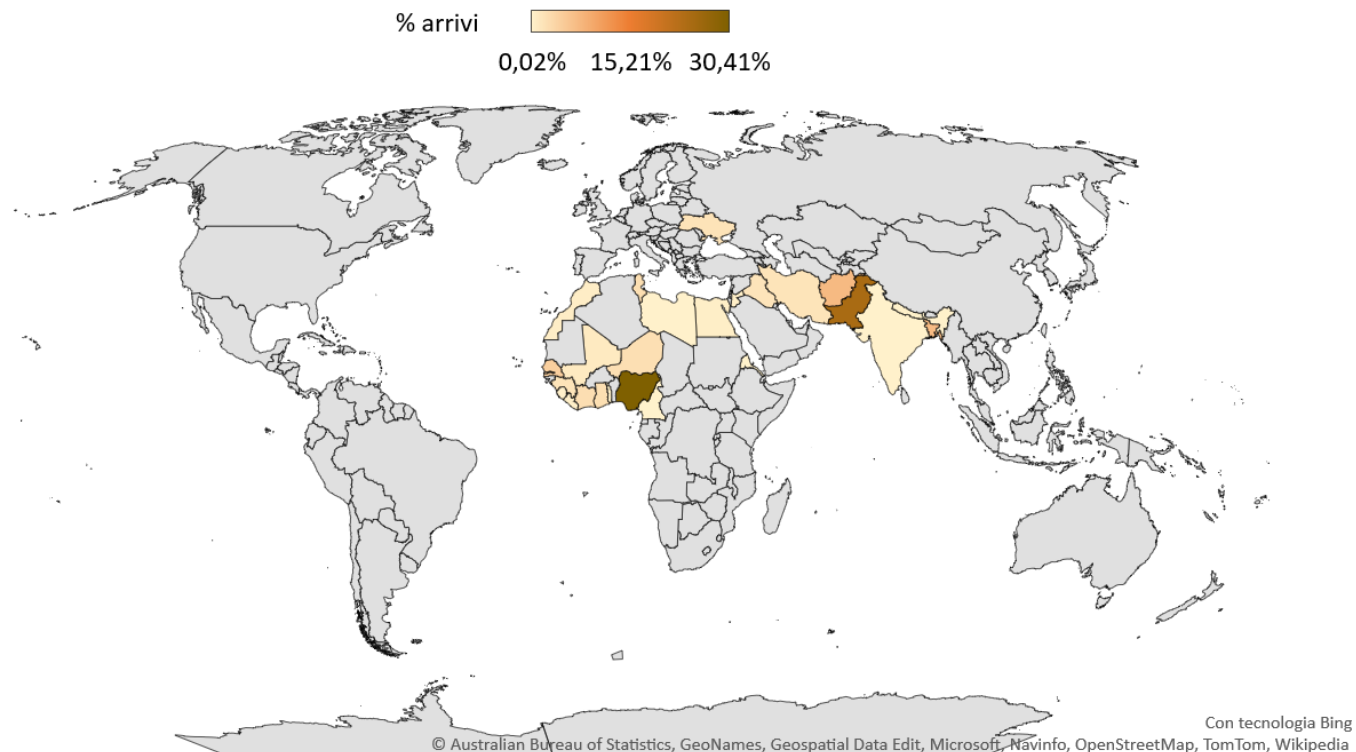 % arrivi
0,02% 15,21% 30,41%
Con tecnologia Bing
© Australian Bureau of Statistics, GeoNames, Geospatial Data Edit, Microsoft, Navinfo, OpenStreetMap, TomTom, Wikipedia